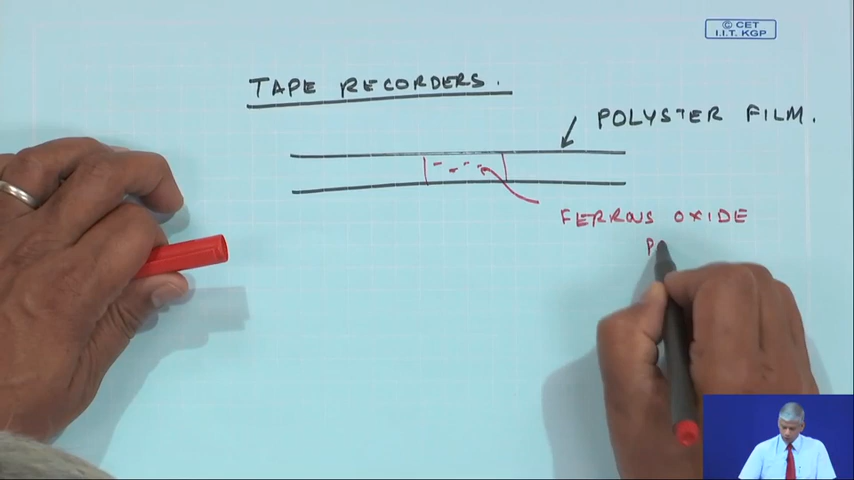 © CET
I.I.T. KGP
TAPE RECORDERS.
POLYSTER FILM.
FERROUS OXIDE
P